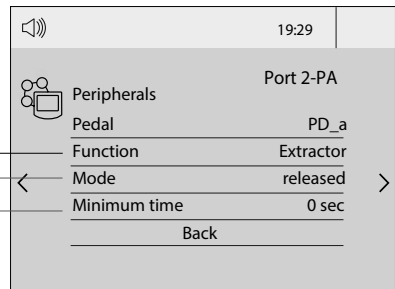 19:29
Port 2-PA
Peripherals
Pedal PD_a
Function Extractor
Mode released
Minimum time 0 sec
Back